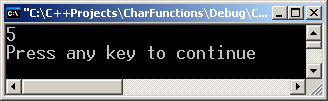 "C:\C++Projects\CharFunctions\Debug\C...
5
Press any key to continue